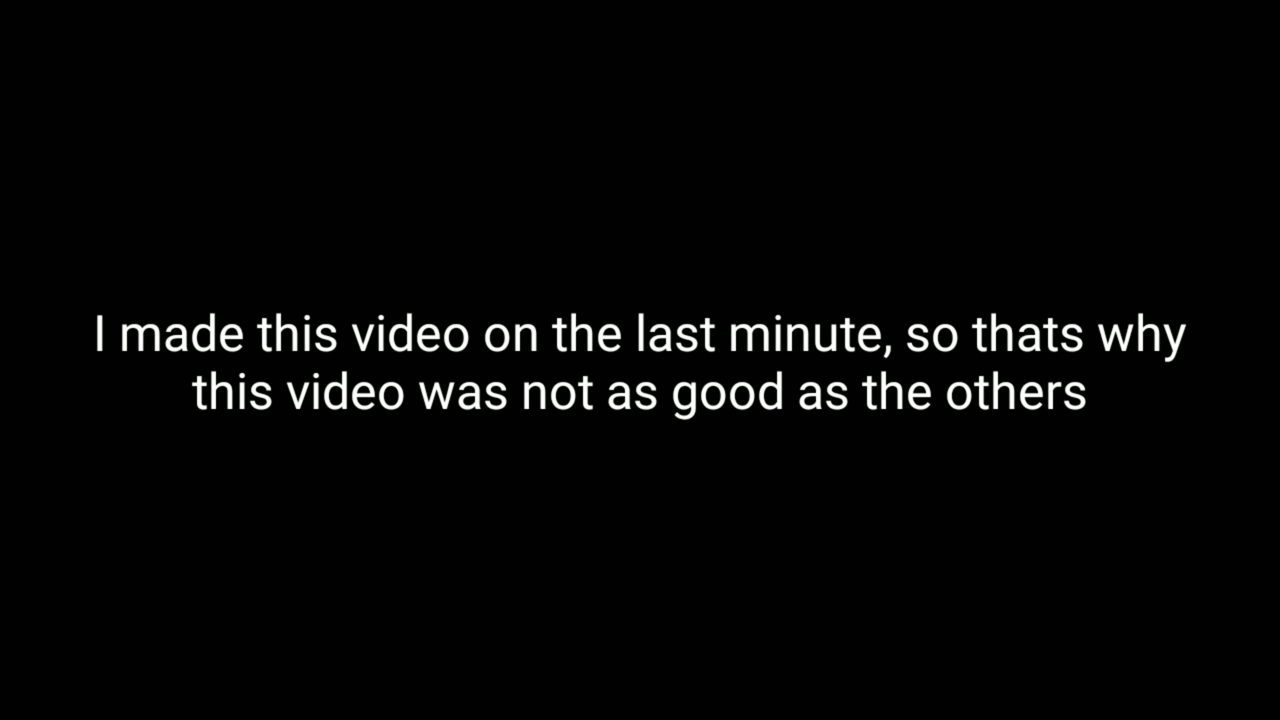 I made this video on the last minute, so thats why
this video was not as good as the others